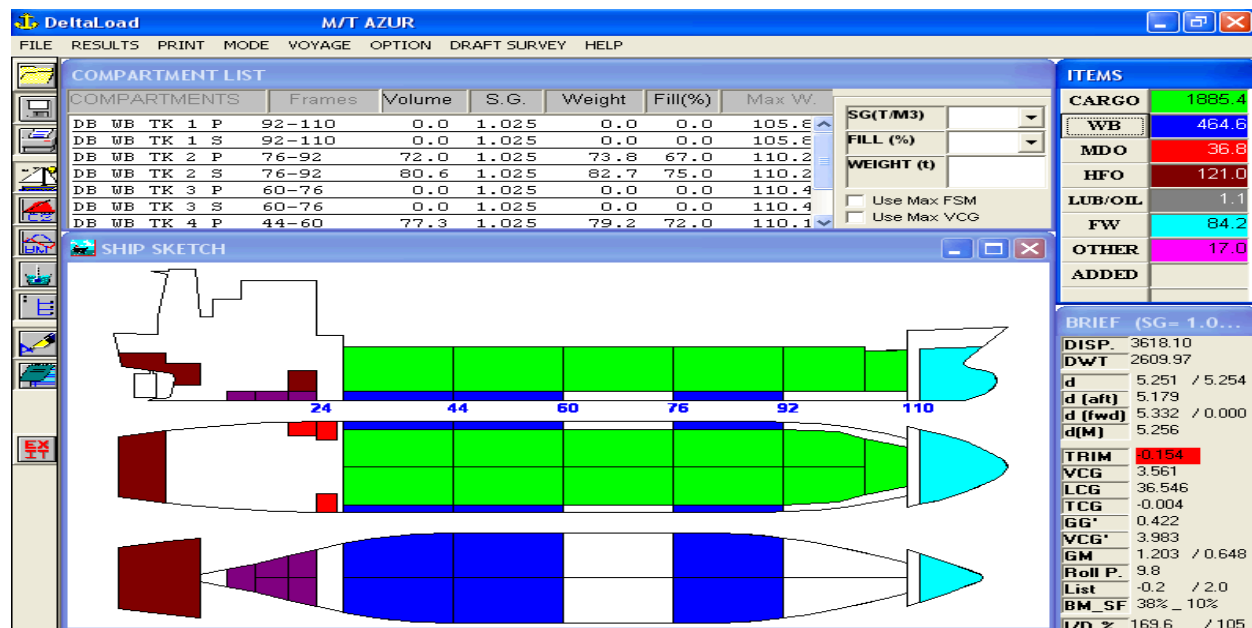 DeltaLoad M/T AZUR
FILE RESULTS PRINT MODE VOYAGE OPTION DRAFT SURVEY HELP
COMPARTMENT LIST
COMPARTMENTS Frames Volume S.G. Weight Fill(%) Max W.
DB WB TK 1 P 92-110 0.0 1.025 0.0 0.0 105.8
DB WB TK 1 S 92-110 0.0 1.025 0.0 0.0 105.8
DB WB TK 2 P 76-92 72.0 1.025 73.8 67.0 110.2
DB WB TK 2 S 76-92 80.6 1.025 82.7 75.0 110.2
DB WB TK 3 P 60-76 0.0 1.025 0.0 0.0 110.4
DB WB TK 3 S 60-76 0.0 1.025 0.0 0.0 110.4
DB WB TK 4 P 44-60 77.3 1.025 79.2 72.0 110.1
SG(T/M3)
FILL (%)
WEIGHT (t)
Use Max FSM
Use Max VCG
SHIP SKETCH
24 44 60 76 92 110
ITEMS
CARGO 1885.4
WB 464.6
MDO 36.8
HFO 121.0
LUB/OIL 1.1
FW 84.2
OTHER 17.0
ADDED
BRIEF (SG= 1.0...
DISP. 3618.10
DWT 2609.97
d 5.251 / 5.254
d (aft) 5.179
d (fwd) 5.332 / 0.000
d(M) 5.256
TRIM -0.154
VCG 3.561
LCG 36.546
TCG -0.004
GG' 0.422
VCG' 3.983
GM 1.203 / 0.648
Roll P. 9.8
List -0.2 / 2.0
BM_SF 38% _ 10%
I/D % 169.6 / 105
BM
EXIT